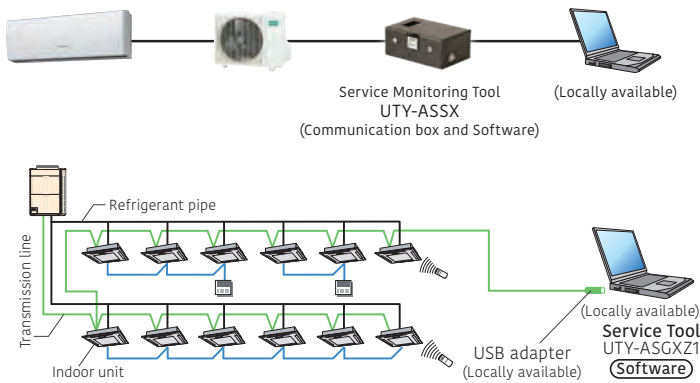 Service Monitoring Tool
UTY-ASSX
(Communication box and Software)
(Locally available)
Refrigerant pipe
Transmission line
Indoor unit
USB adapter
(Locally available)
(Locally available)
Service Tool
UTY-ASGXZ1
Software